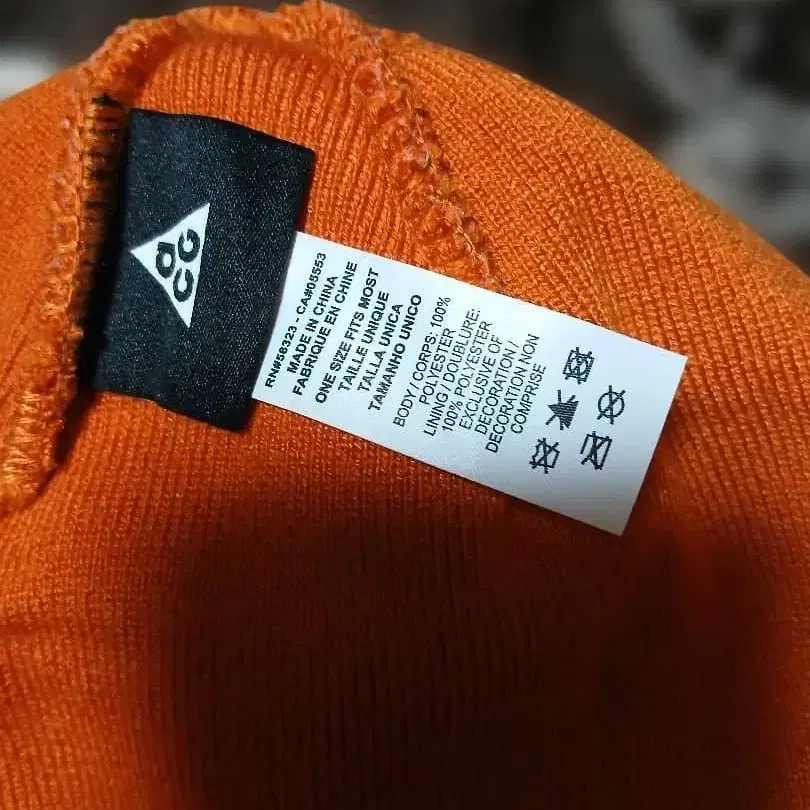 aCG
RN#56323 - CA#05553
MADE IN CHINA
FABRIQUE EN CHINE
ONE SIZE FITS MOST
TAILLE UNIQUE
TALLA UNICA
TAMANHO UNICO
BODY / CORPS: 100%
POLYESTER
LINING / DOUBLURE:
100% POLYESTER
EXCLUSIVE OF
DECORATION /
DECORATION NON
COMPRISE